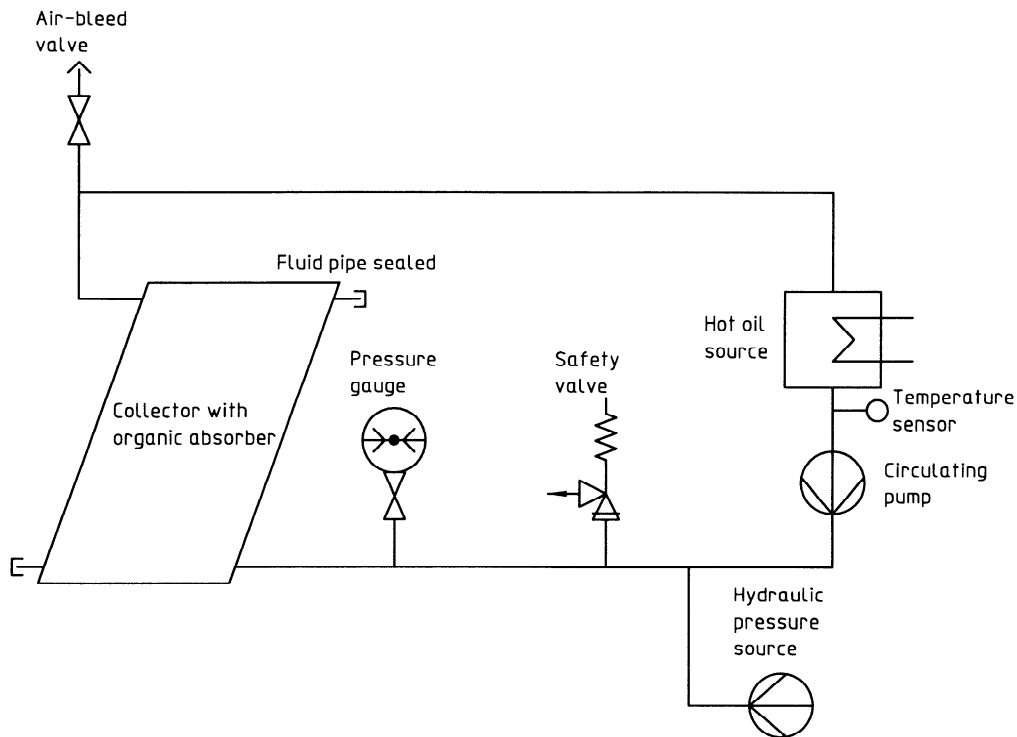 Air-bleed
valve
Fluid pipe sealed
Hot oil
source
Pressure
gauge
Safety
valve
Collector with
organic absorber
Temperature
sensor
Circulating
pump
Hydraulic
pressure
source